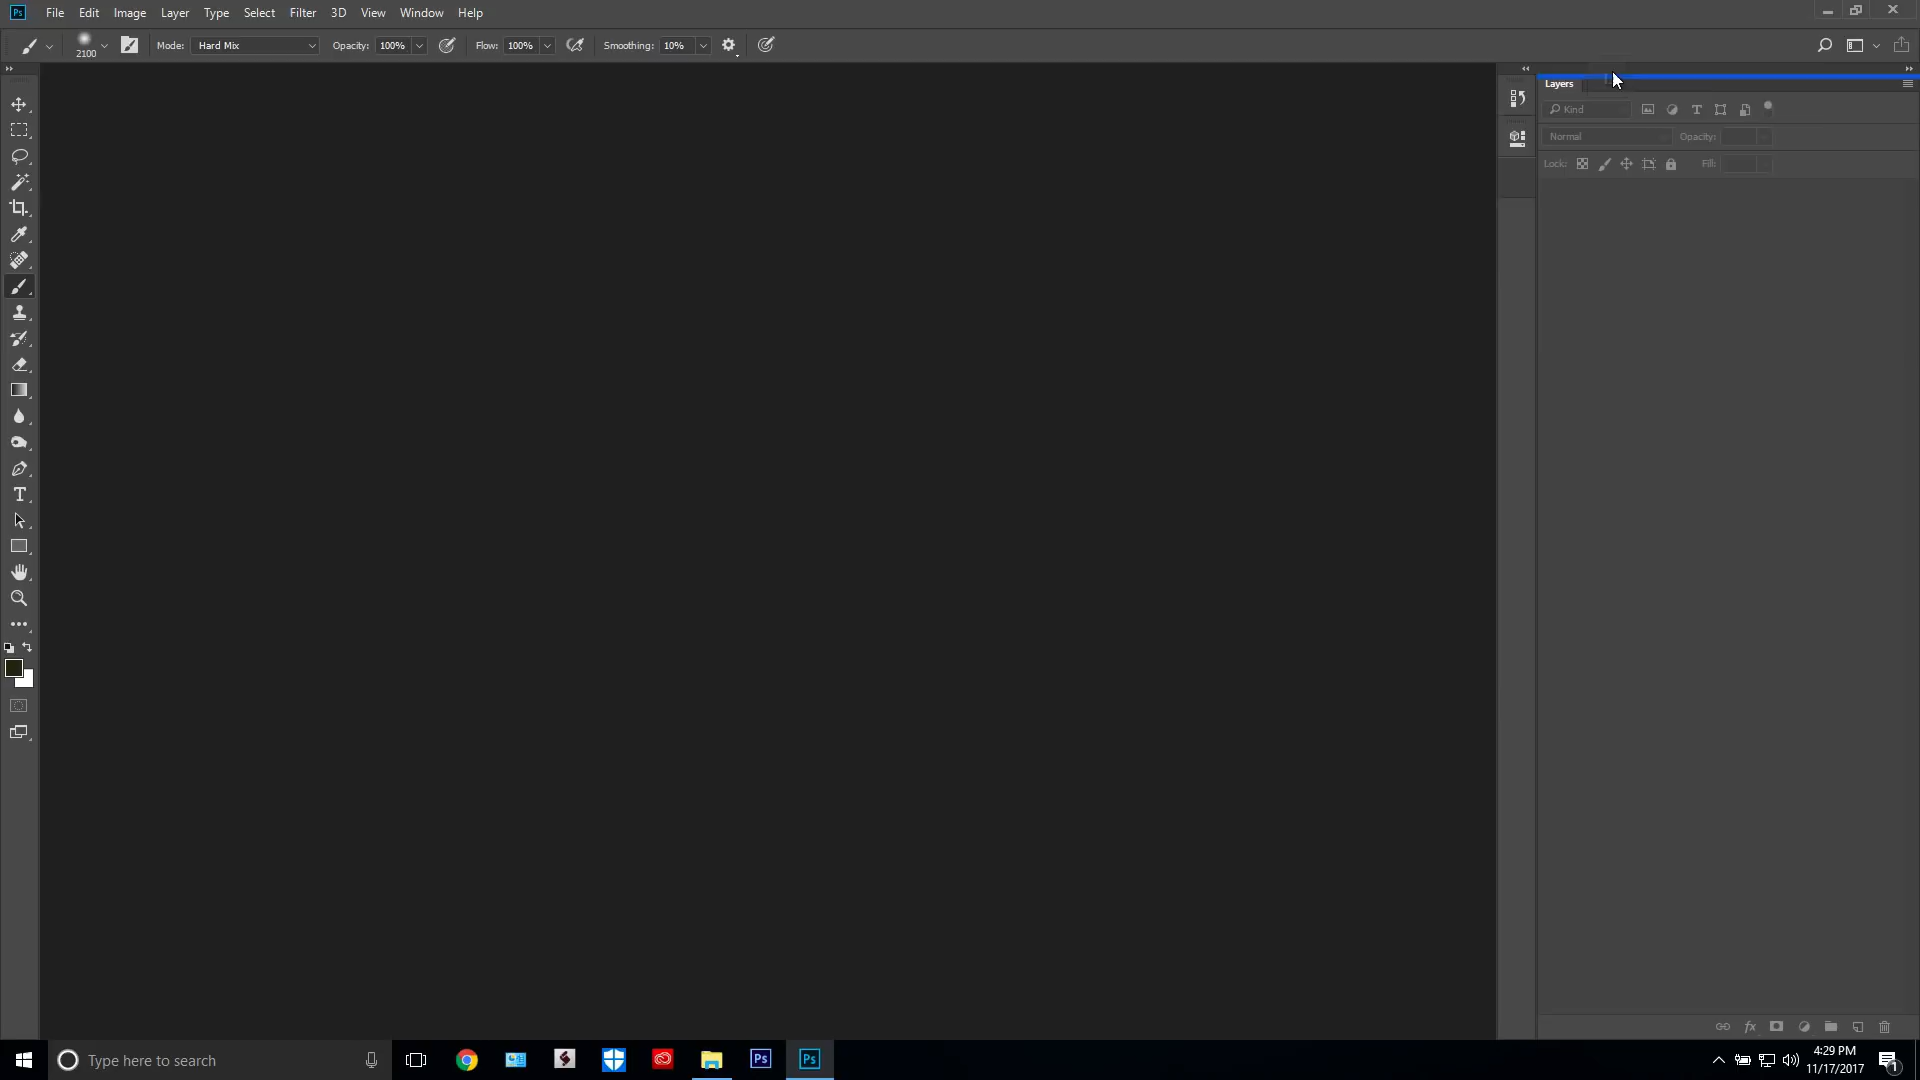 Ps File Edit Image Layer Type Select Filter 3D View Window Help
2100 Mode: Hard Mix Opacity: 100% Flow: 100% Smoothing: 10%
Layers
Kind T
Normal Opacity:
Lock: Fill:
T
fx
Type here to search Ps Ps 4:29 PM
11/17/2017 1